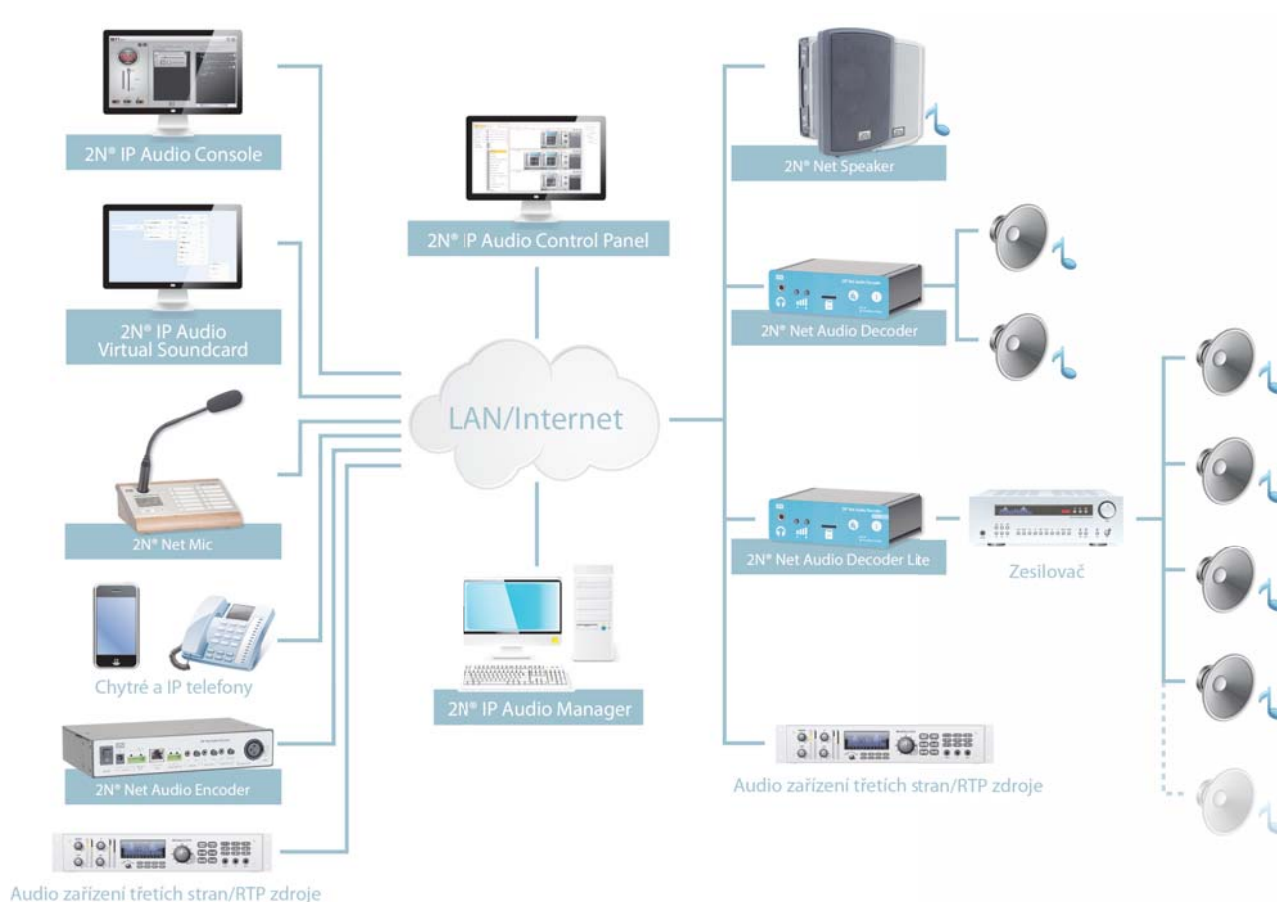 2N® IP Audio Console
2N® IP Audio
Virtual Soundcard
2N® Net Mic
Chytré a IP telefony
2N® Net Audio Encoder
Audio zařízení třetích stran/RTP zdroje
2N® IP Audio Control Panel
LAN/Internet
2N® IP Audio Manager
2N® Net Speaker
2N® Net Audio Decoder
2N® Net Audio Decoder Lite
Zesilovač
Audio zařízení třetích stran/RTP zdroje